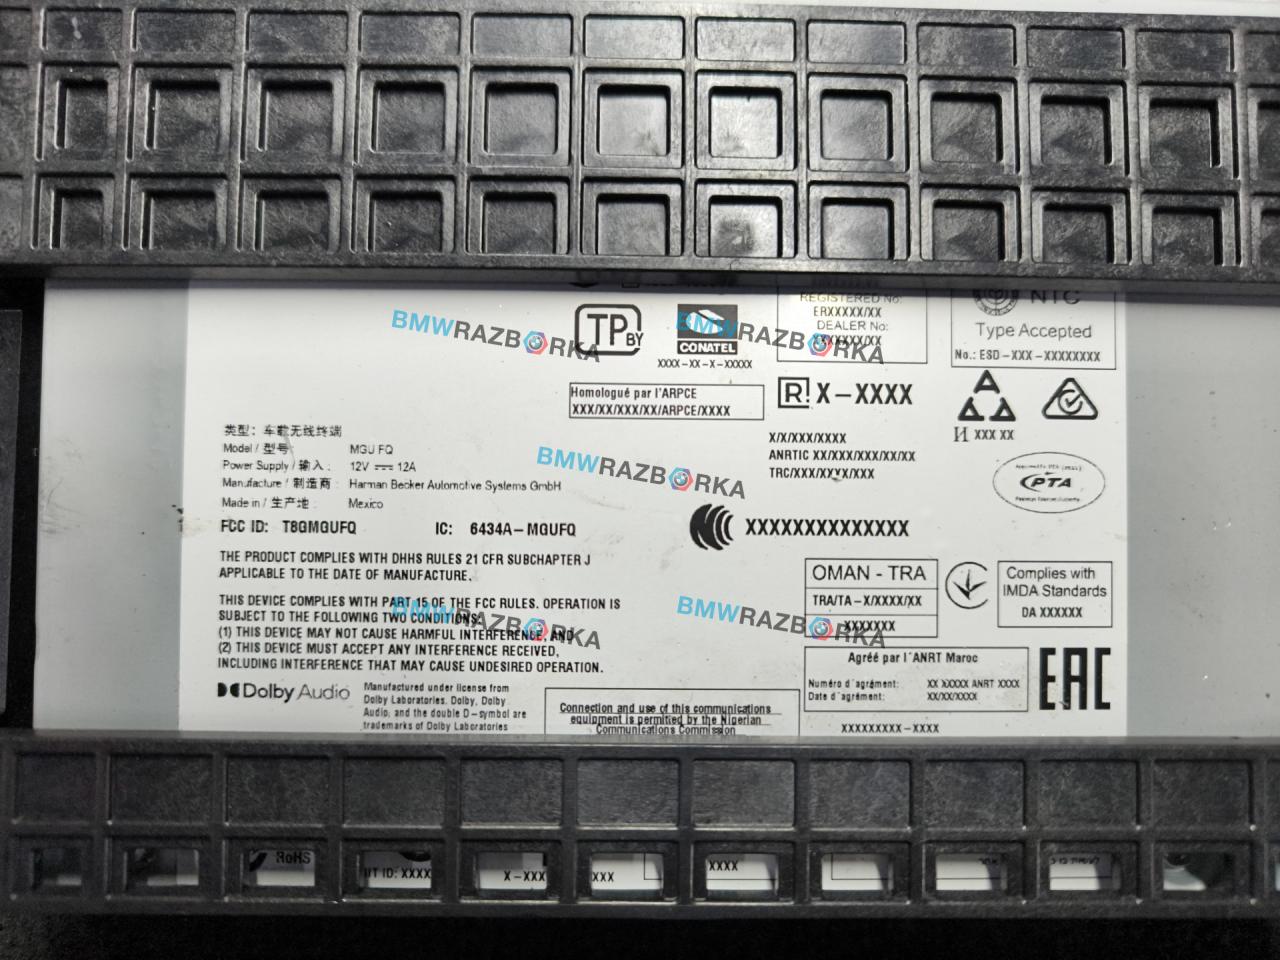 REGISTERED No:
ERXXXXX/XX
DEALER No:
XXXXXXX/XX
NTC
Type Accepted
No.: ESD-XXX-XXXXXXXX
TP BY
CONATEL
XXXX-XX-X-XXXXX
Homologué par l'ARPCE
XXX/XX/XXX/XX/ARPCE/XXXX
R! X-XXXX
И XXX XX
X/X/XXX/XXXX
ANRTIC XX/XXX/XXX/XX/XX
TRC/XXX/XXYX/XXX
PTA
类型: 车载无线终端
Model / 型号 MGU FQ
Power Supply / 输入: 12V 12A
Manufacture / 制造商: Harman Becker Automotive Systems GmbH
Made in / 生产地: Mexico
FCC ID: T8GMGUFQ IC: 6434A-MGUFQ
XXXXXXXXXXXXXX
THE PRODUCT COMPLIES WITH DHHS RULES 21 CFR SUBCHAPTER J
APPLICABLE TO THE DATE OF MANUFACTURE.
THIS DEVICE COMPLIES WITH PART 15 OF THE FCC RULES. OPERATION IS
SUBJECT TO THE FOLLOWING TWO CONDITIONS:
(1) THIS DEVICE MAY NOT CAUSE HARMFUL INTERFERENCE, AND
(2) THIS DEVICE MUST ACCEPT ANY INTERFERENCE RECEIVED,
INCLUDING INTERFERENCE THAT MAY CAUSE UNDESIRED OPERATION.
OMAN - TRA
TRA/TA-X/XXXX/XX
XXXXXXX
Complies with
IMDA Standards
DA XXXXXX
Agréé par l'ANRT Maroc
Numéro d'agrément: XX XXXXX ANRT XXXX
Date d'agrément: XX/XX/XXXX
EAC
XXXXXXXXX-XXXX
Dolby Audio
Manufactured under license from
Dolby Laboratories. Dolby, Dolby
Audio, and the double D-symbol are
trademarks of Dolby Laboratories
Connection and use of this communications
equipment is permitted by the Nigerian
Communications Commission
RoHS
IIT ID: XXXX
X-XXX
XXX
XXXX
BMWRAZBORKA
BMWRAZBORKA
BMWRAZBORKA
BMWRAZBORKA
BMWRAZBORKA